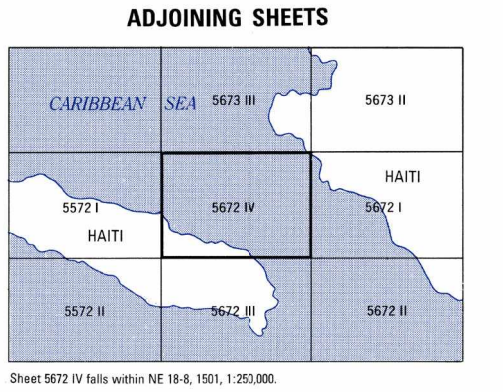 ADJOINING SHEETS
CARIBBEAN SEA
5673 III
5673 II
HAITI
5572 I
5672 IV
5672 I
HAITI
5572 II
5672 III
5672 II
Sheet 5672 IV falls within NE 18-8, 1501, 1:250,000.